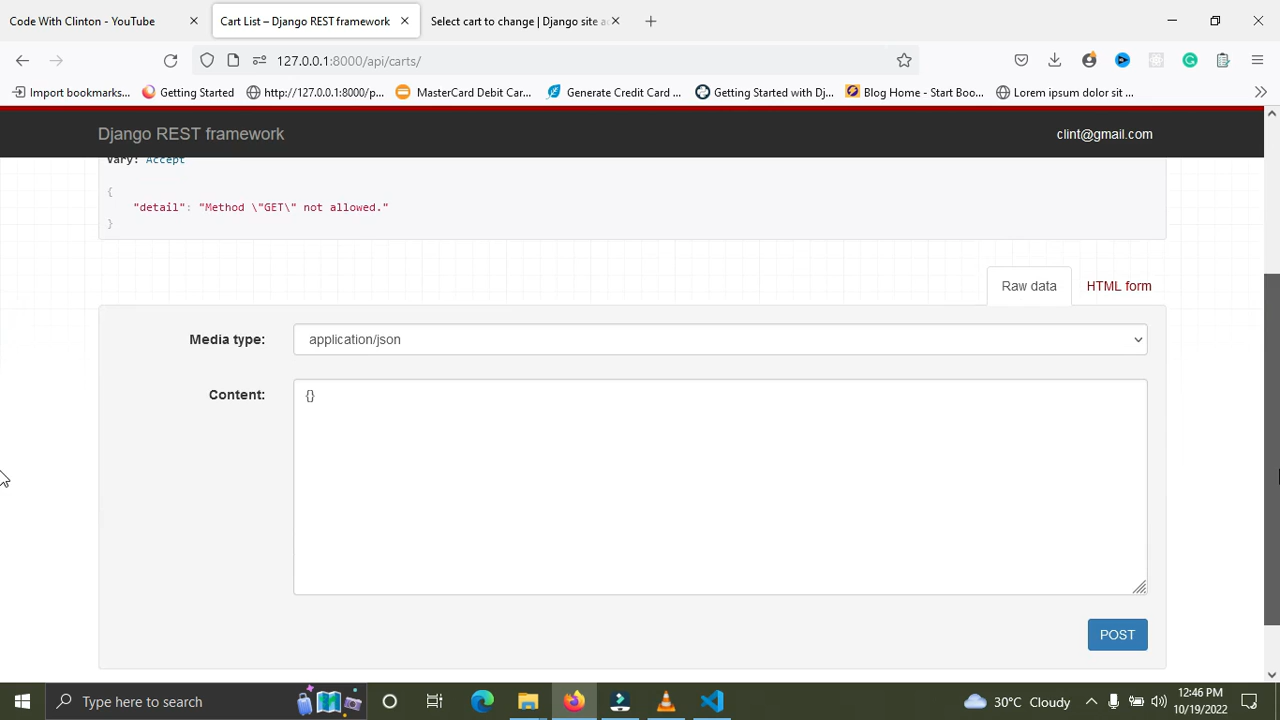 Code With Clinton - YouTube
Cart List – Django REST framework
Select cart to change | Django site a
127.0.0.1:8000/api/carts/
Import bookmarks...
Getting Started
http://127.0.0.1:8000/p...
MasterCard Debit Car...
Generate Credit Card ...
Getting Started with Dj...
Blog Home - Start Boo...
Lorem ipsum dolor sit ...
Django REST framework
clint@gmail.com
Vary: Accept
{
"detail": "Method \"GET\" not allowed."
}
Raw data
HTML form
Media type:
application/json
Content:
{}
POST
Type here to search
30°C Cloudy
12:46 PM
10/19/2022